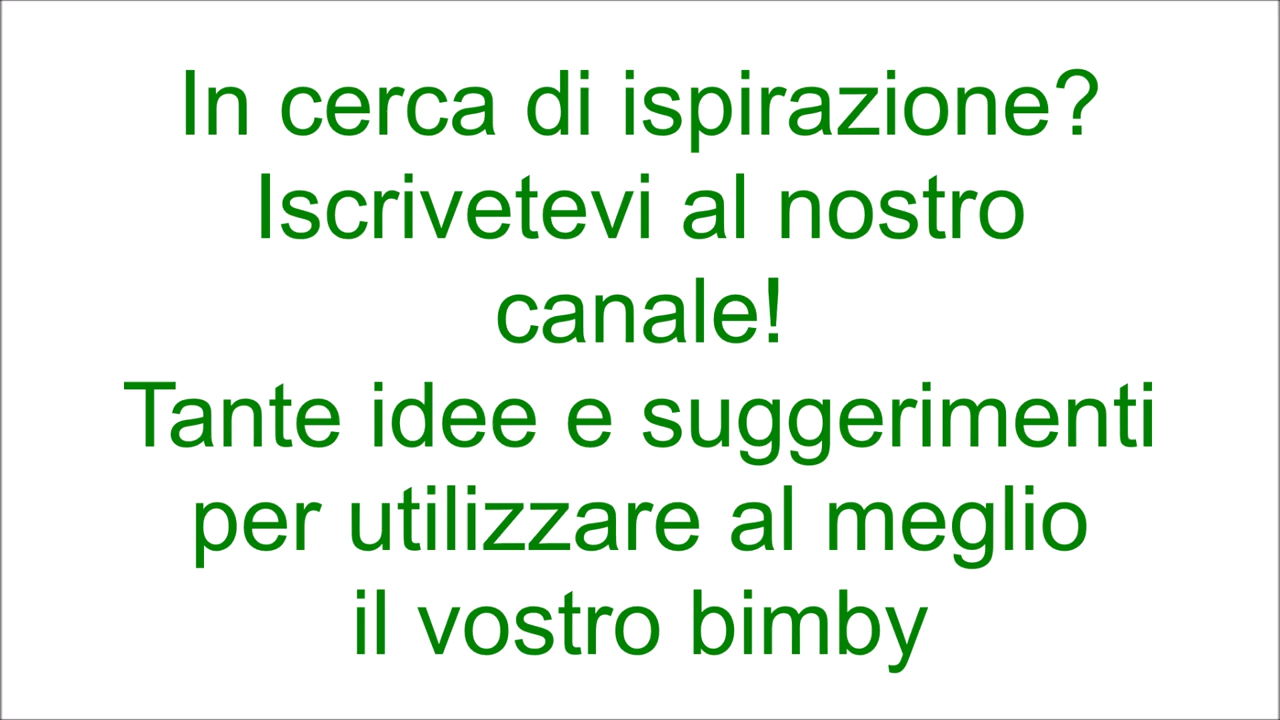 In cerca di ispirazione?
Iscrivetevi al nostro
canale!
Tante idee e suggerimenti
per utilizzare al meglio
il vostro bimby